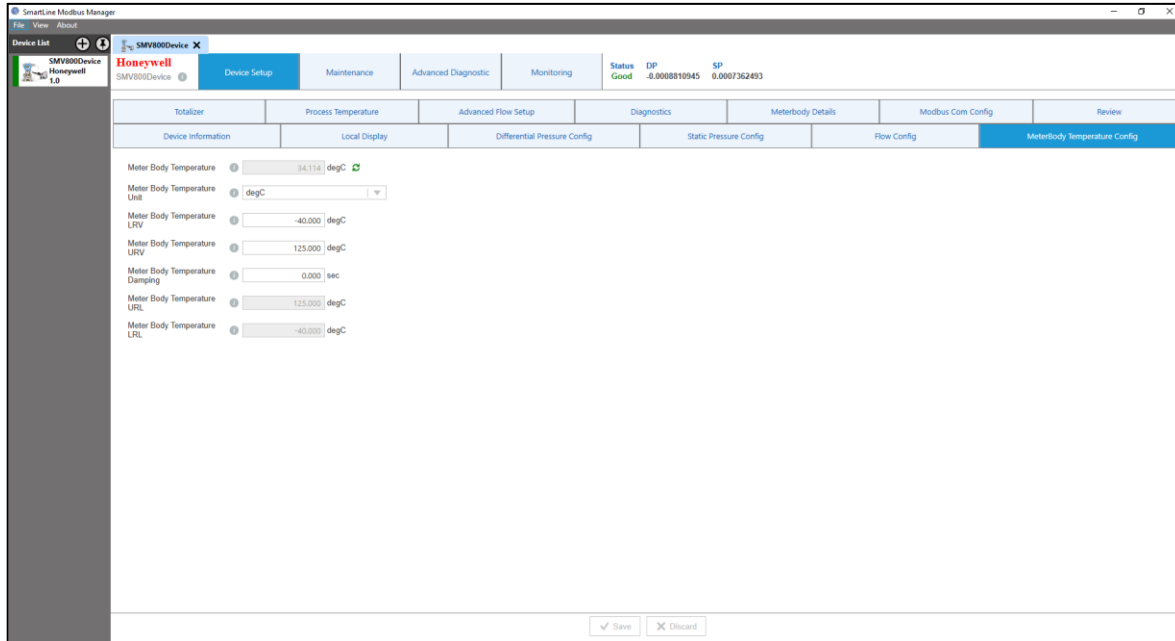 SmartLine Modbus Manager
File View About
Device List
SMV800Device
Honeywell
1.0
SMV800Device X
Honeywell
SMV800Device
Device Setup
Maintenance
Advanced Diagnostic
Monitoring
Status DP SP
Good -0.0008810945 0.0007362493
Totalizer
Process Temperature
Advanced Flow Setup
Diagnostics
Meterbody Details
Modbus Com Config
Review
Device Information
Local Display
Differential Pressure Config
Static Pressure Config
Flow Config
MeterBody Temperature Config
Meter Body Temperature 34.114 degC
Meter Body Temperature
Unit degC
Meter Body Temperature
LRV -40.000 degC
Meter Body Temperature
URV 125.000 degC
Meter Body Temperature
Damping 0.000 sec
Meter Body Temperature
URL 125.000 degC
Meter Body Temperature
LRL -40.000 degC
Save Discard